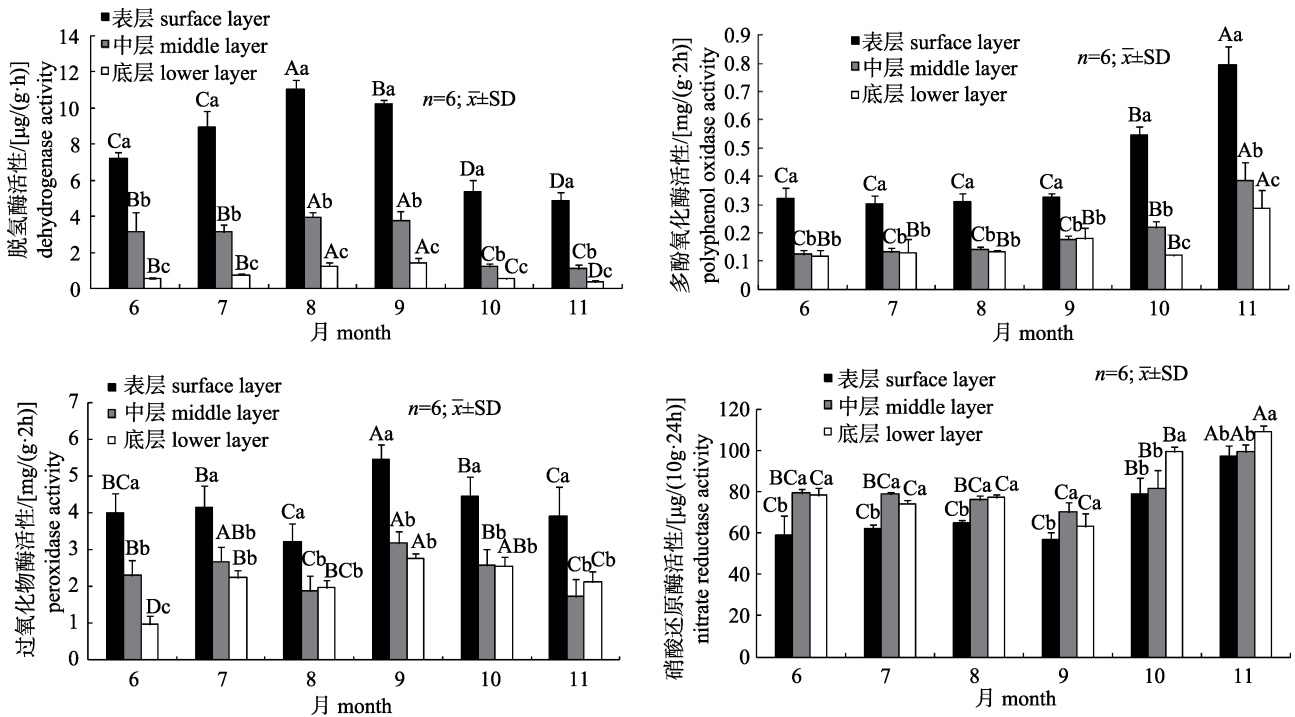 表层 surface layer
中层 middle layer
底层 lower layer
n=6; x̄±SD
脱氢酶活性/[μg/(g·h)]
dehydrogenase activity
14
12
10
8
6
4
2
0
Ca Bb Bc
Ca Bb Bc
Aa Ab Ac
Ba Ab Ac
Da Cb Cc
Da Cb Dc
6 7 8 9 10 11
月 month
表层 surface layer
中层 middle layer
底层 lower layer
n=6; x̄±SD
多酚氧化酶活性/[mg/(g·2h)]
polyphenol oxidase activity
0.9
0.8
0.7
0.6
0.5
0.4
0.3
0.2
0.1
0
Ca Cb Bb
Ca Cb Bb
Ca Cb Bb
Ca Cb Bb
Ba Bb Bc
Aa Ab Ac
6 7 8 9 10 11
月 month
表层 surface layer
中层 middle layer
底层 lower layer
n=6; x̄±SD
过氧化物酶活性/[mg/(g·2h)]
peroxidase activity
7
6
5
4
3
2
1
0
BCa Bb Dc
Ba ABb Bb
Ca Cb BCb
Aa Ab Ab
Ba Bb ABb
Ca Cb Cb
6 7 8 9 10 11
月 month
表层 surface layer
中层 middle layer
底层 lower layer
n=6; x̄±SD
硝酸还原酶活性/[μg/(10g·24h)]
nitrate reductase activity
120
100
80
60
40
20
0
Cb BCa Ca
Cb BCa Ca
Cb BCa Ca
Cb Ca Ca
Bb Bb Ba
Ab Ab Aa
6 7 8 9 10 11
月 month